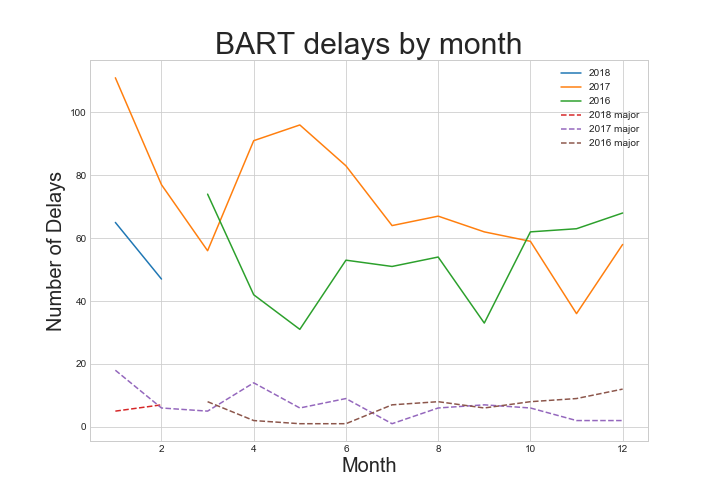 BART delays by month
2018
2017
2016
2018 major
2017 major
2016 major
Number of Delays
100
80
60
40
20
0
2 4 6 8 10 12
Month